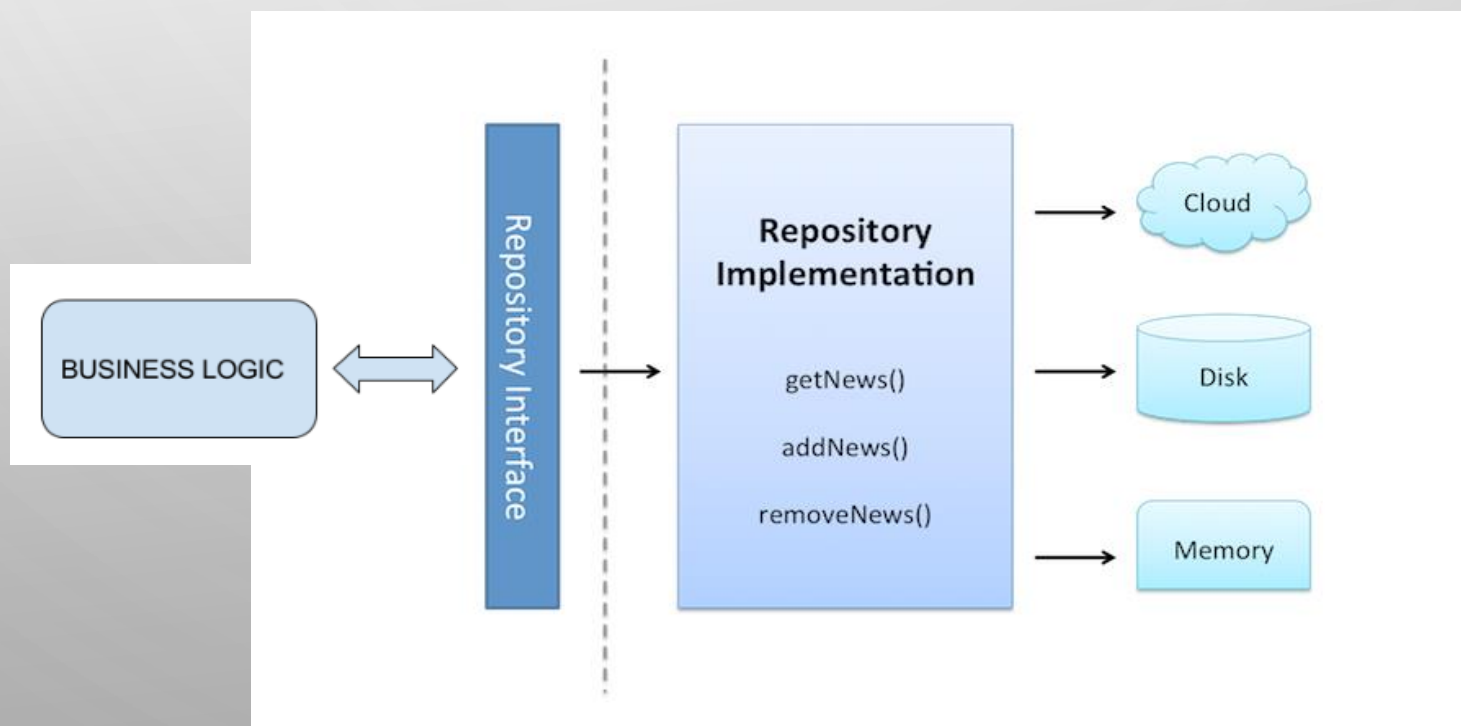 BUSINESS LOGIC
Repository Interface
Repository
Implementation
getNews()
addNews()
removeNews()
Cloud
Disk
Memory